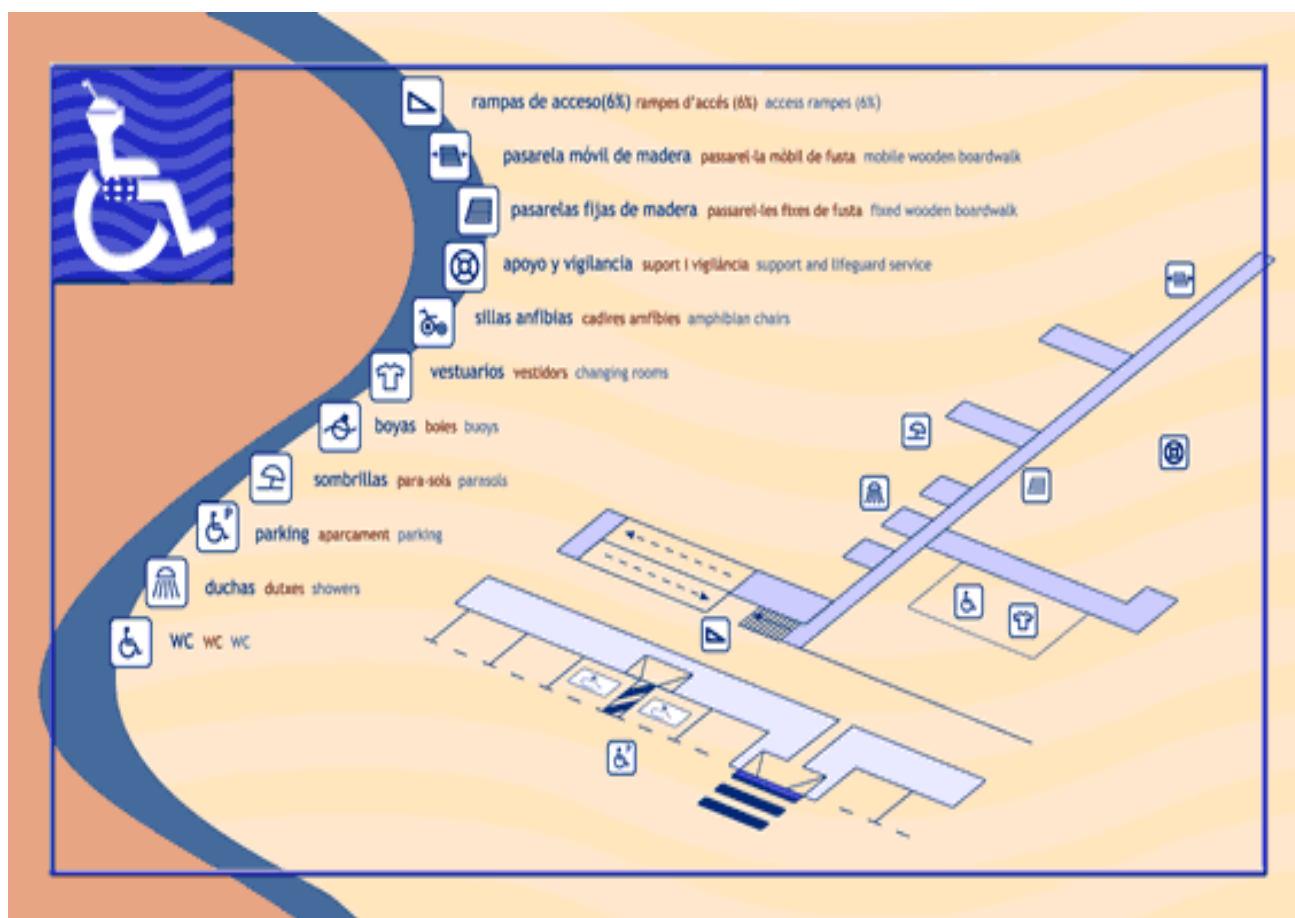 rampas de acceso(6%) rampes d'accés (6%) access rampes (6%)
pasarela móvil de madera passarel·la mòbil de fusta mobile wooden boardwalk
pasarelas fijas de madera passarel·les fixes de fusta fixed wooden boardwalk
apoyo y vigilancia suport i vigilància support and lifeguard service
sillas anfibias cadires amfíbies amphibian chairs
vestuarios vestidors changing rooms
boyas boies buoys
sombrillas para-sols parasols
P
parking aparcament parking
duchas dutxes showers
WC WC WC
P